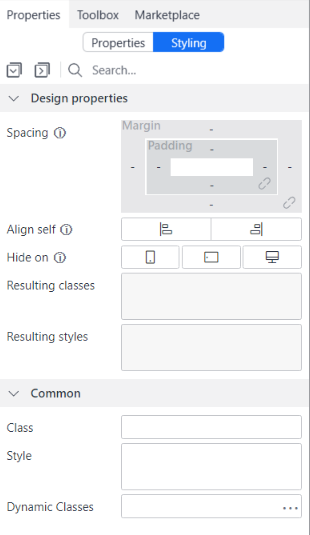 Properties Toolbox Marketplace
Properties Styling
Search...
Design properties
Spacing
Margin
-
Padding
-
- - - -
-
-
Align self
Hide on
Resulting classes
Resulting styles
Common
Class
Style
Dynamic Classes ...